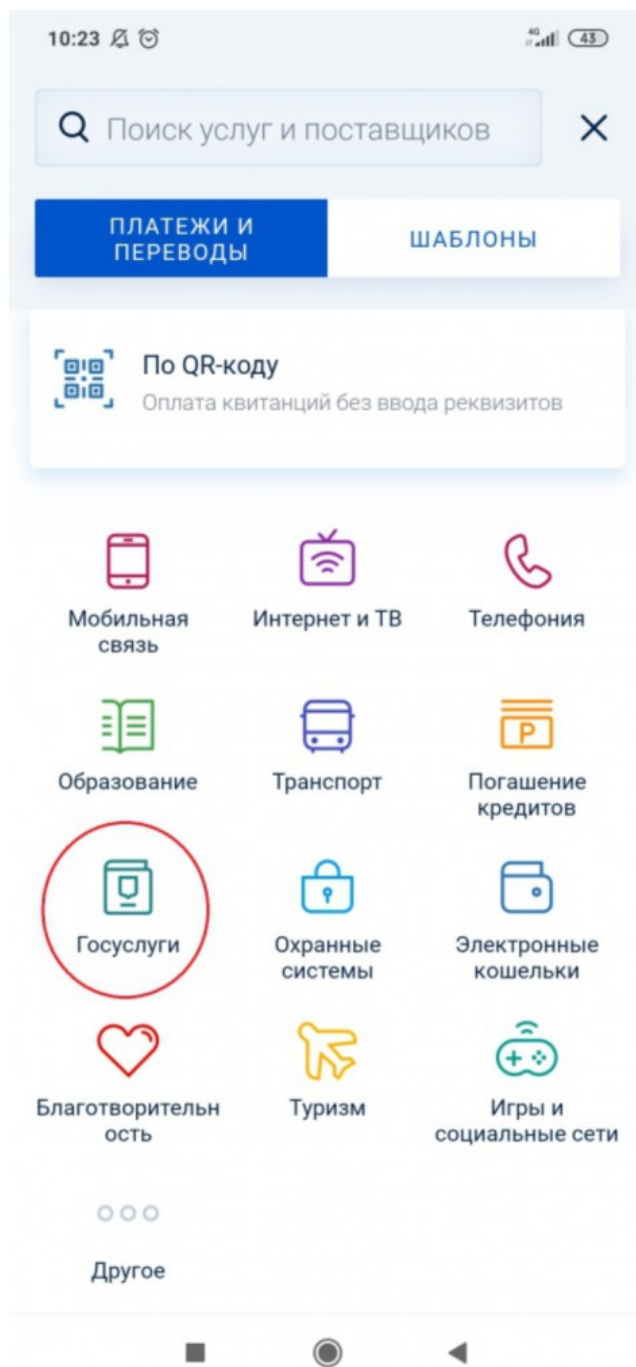 10:23 4G 43
Поиск услуг и поставщиков
ПЛАТЕЖИ И
ПЕРЕВОДЫ
ШАБЛОНЫ
По QR-коду
Оплата квитанций без ввода реквизитов
Мобильная
связь
Интернет и ТВ
Телефония
Образование
Транспорт
Р
Погашение
кредитов
Госуслуги
Охранные
системы
Электронные
кошельки
Благотворительн
ость
Туризм
Игры и
социальные сети
Другое